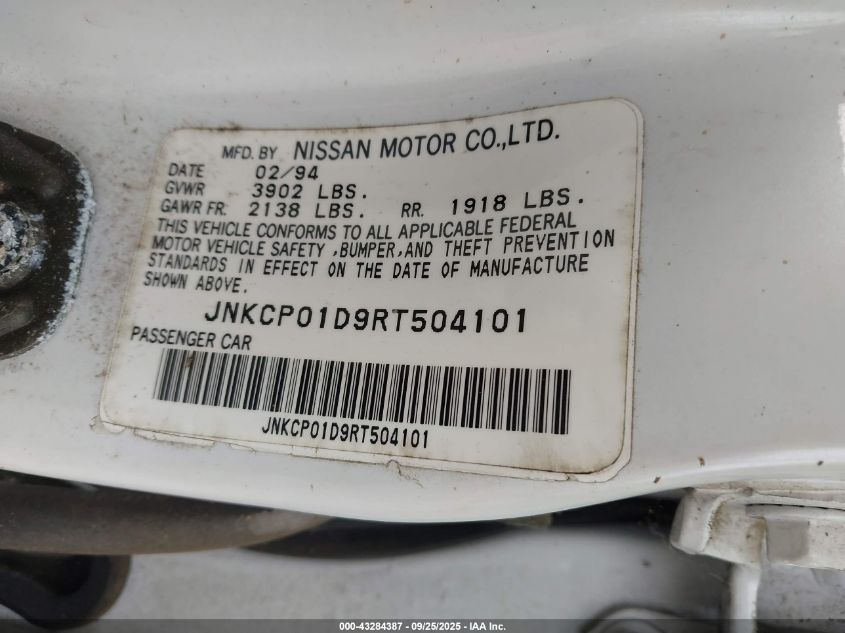 MFD. BY NISSAN MOTOR CO.,LTD.
DATE 02/94
GVWR 3902 LBS.
GAWR FR. 2138 LBS. RR. 1918 LBS.
THIS VEHICLE CONFORMS TO ALL APPLICABLE FEDERAL
MOTOR VEHICLE SAFETY ,BUMPER,AND THEFT PREVENTION
STANDARDS IN EFFECT ON THE DATE OF MANUFACTURE
SHOWN ABOVE.
JNKCP01D9RT504101
PASSENGER CAR
JNKCP01D9RT504101
000-43284387 - 09/25/2025 - IAA Inc.